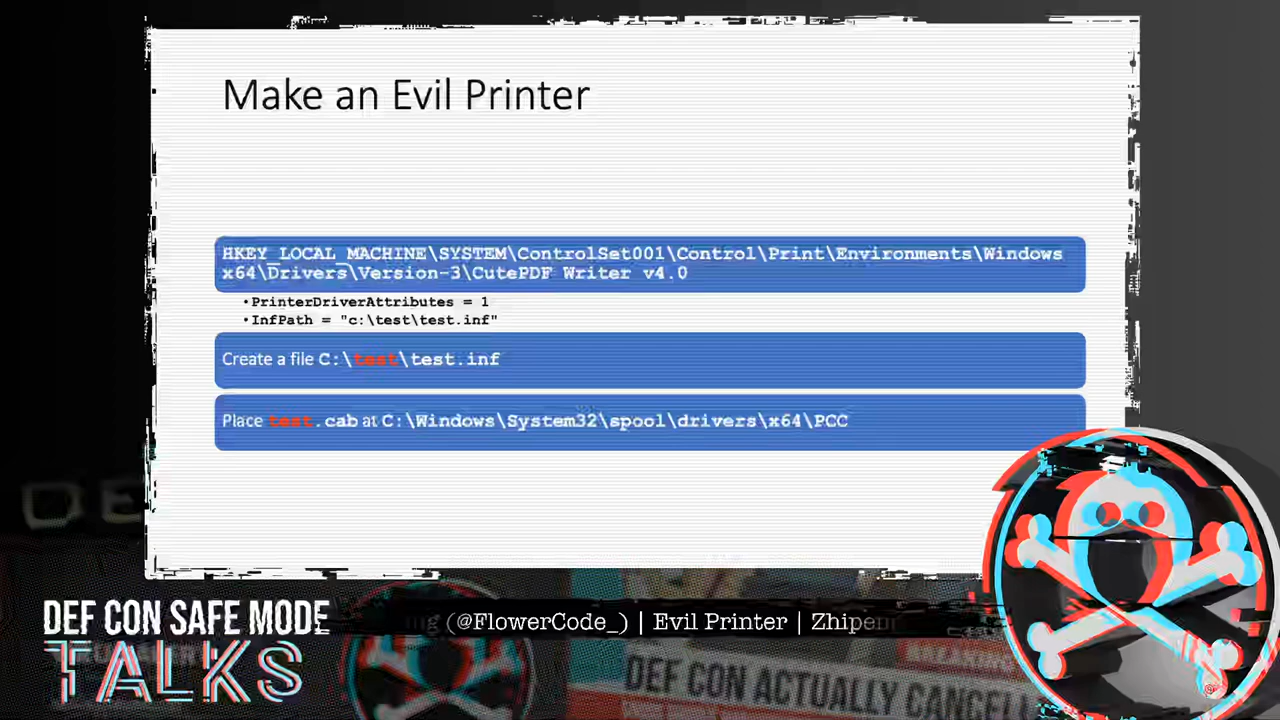 Make an Evil Printer
HKEY_LOCAL_MACHINE\SYSTEM\ControlSet001\Control\Print\Environments\Windows
x64\Drivers\Version-3\CutePDF Writer v4.0
•PrinterDriverAttributes = 1
•InfPath = "c:\test\test.inf"
Create a file C:\test\test.inf
Place test.cab at C:\Windows\System32\spool\drivers\x64\PCC
DEF CON SAFE MODE
TALKS
(@FlowerCode_) | Evil Printer | Zhipen
DEF CON ACTUALLY CANCELL